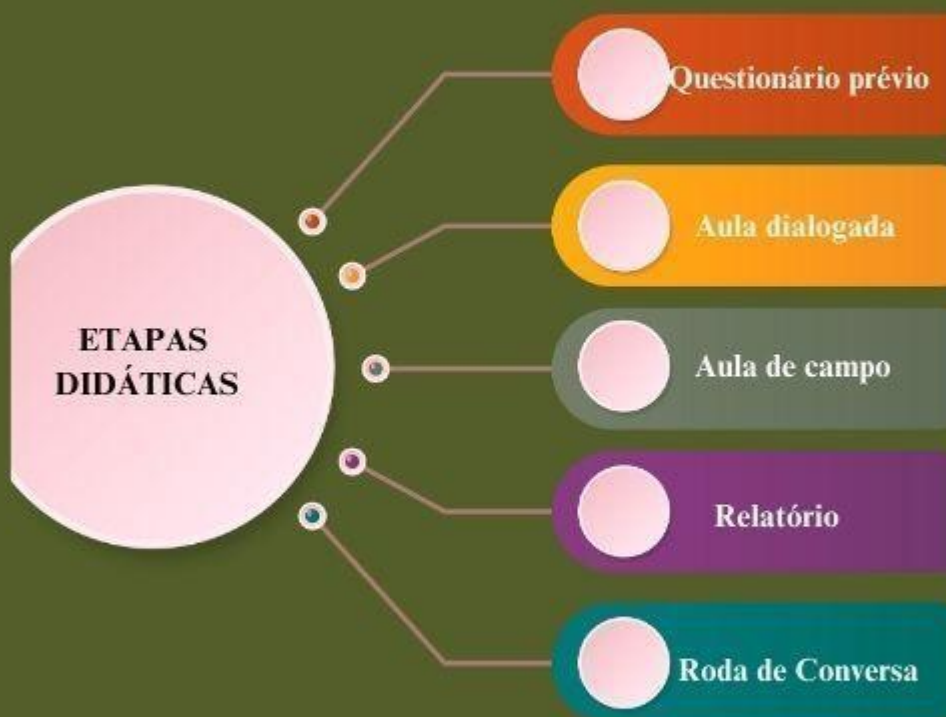 ETAPAS
DIDÁTICAS
Questionário prévio
Aula dialogada
Aula de campo
Relatório
Roda de Conversa